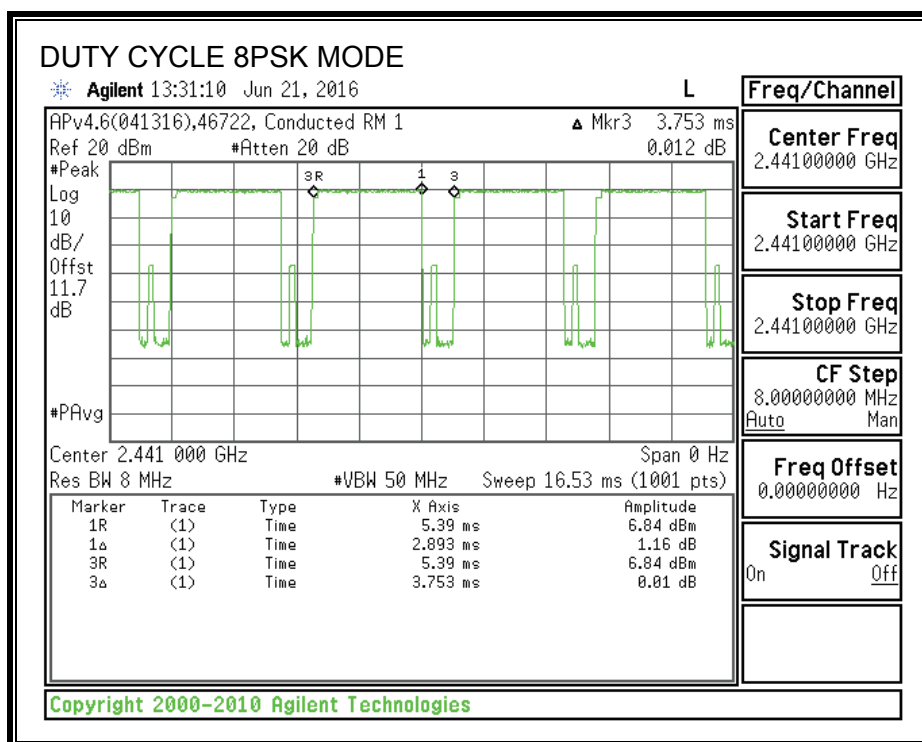 DUTY CYCLE 8PSK MODE
Agilent 13:31:10 Jun 21, 2016 L
APv4.6(041316),46722, Conducted RM 1 Δ Mkr3 3.753 ms
Ref 20 dBm #Atten 20 dB 0.012 dB
#Peak
Log
10
dB/
Offst
11.7
dB
3R 1 3
#PAvg
Center 2.441 000 GHz Span 0 Hz
Res BW 8 MHz #VBW 50 MHz Sweep 16.53 ms (1001 pts)
Marker Trace Type X Axis Amplitude
1R (1) Time 5.39 ms 6.84 dBm
1Δ (1) Time 2.893 ms 1.16 dB
3R (1) Time 5.39 ms 6.84 dBm
3Δ (1) Time 3.753 ms 0.01 dB
Freq/Channel
Center Freq
2.44100000 GHz
Start Freq
2.44100000 GHz
Stop Freq
2.44100000 GHz
CF Step
8.00000000 MHz
Auto Man
Freq Offset
0.00000000 Hz
Signal Track
On Off
Copyright 2000-2010 Agilent Technologies